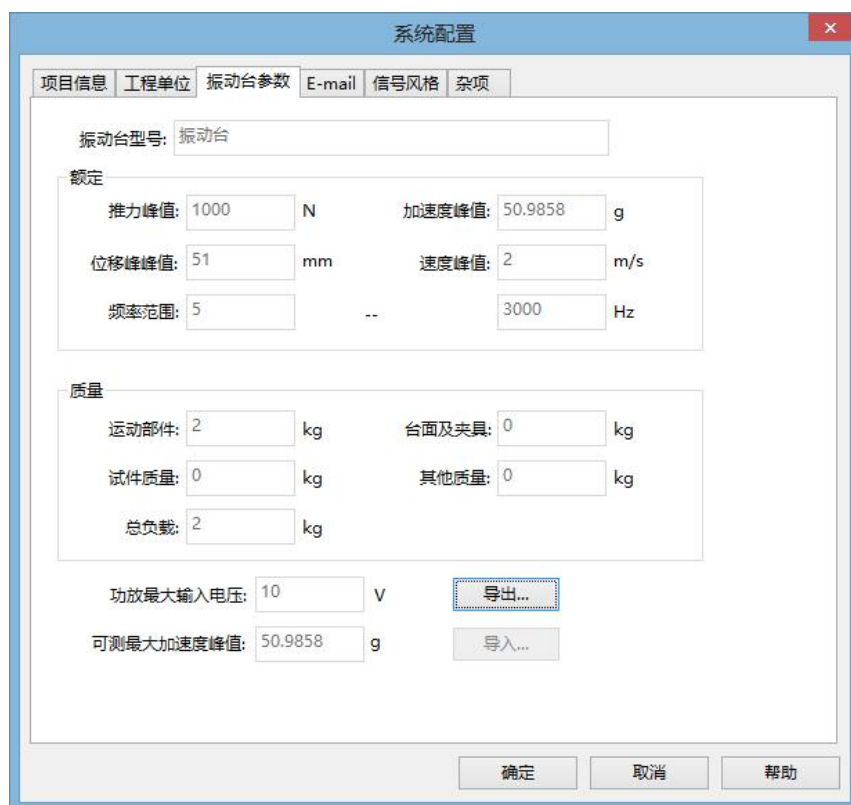 系统配置
×
项目信息 工程单位 振动台参数 E-mail 信号风格 杂项
振动台型号: 振动台
额定
推力峰值: 1000 N 加速度峰值: 50.9858 g
位移峰峰值: 51 mm 速度峰值: 2 m/s
频率范围: 5 -- 3000 Hz
质量
运动部件: 2 kg 台面及夹具: 0 kg
试件质量: 0 kg 其他质量: 0 kg
总负载: 2 kg
功放最大输入电压: 10 V 导出...
可测最大加速度峰值: 50.9858 g 导入...
确定 取消 帮助